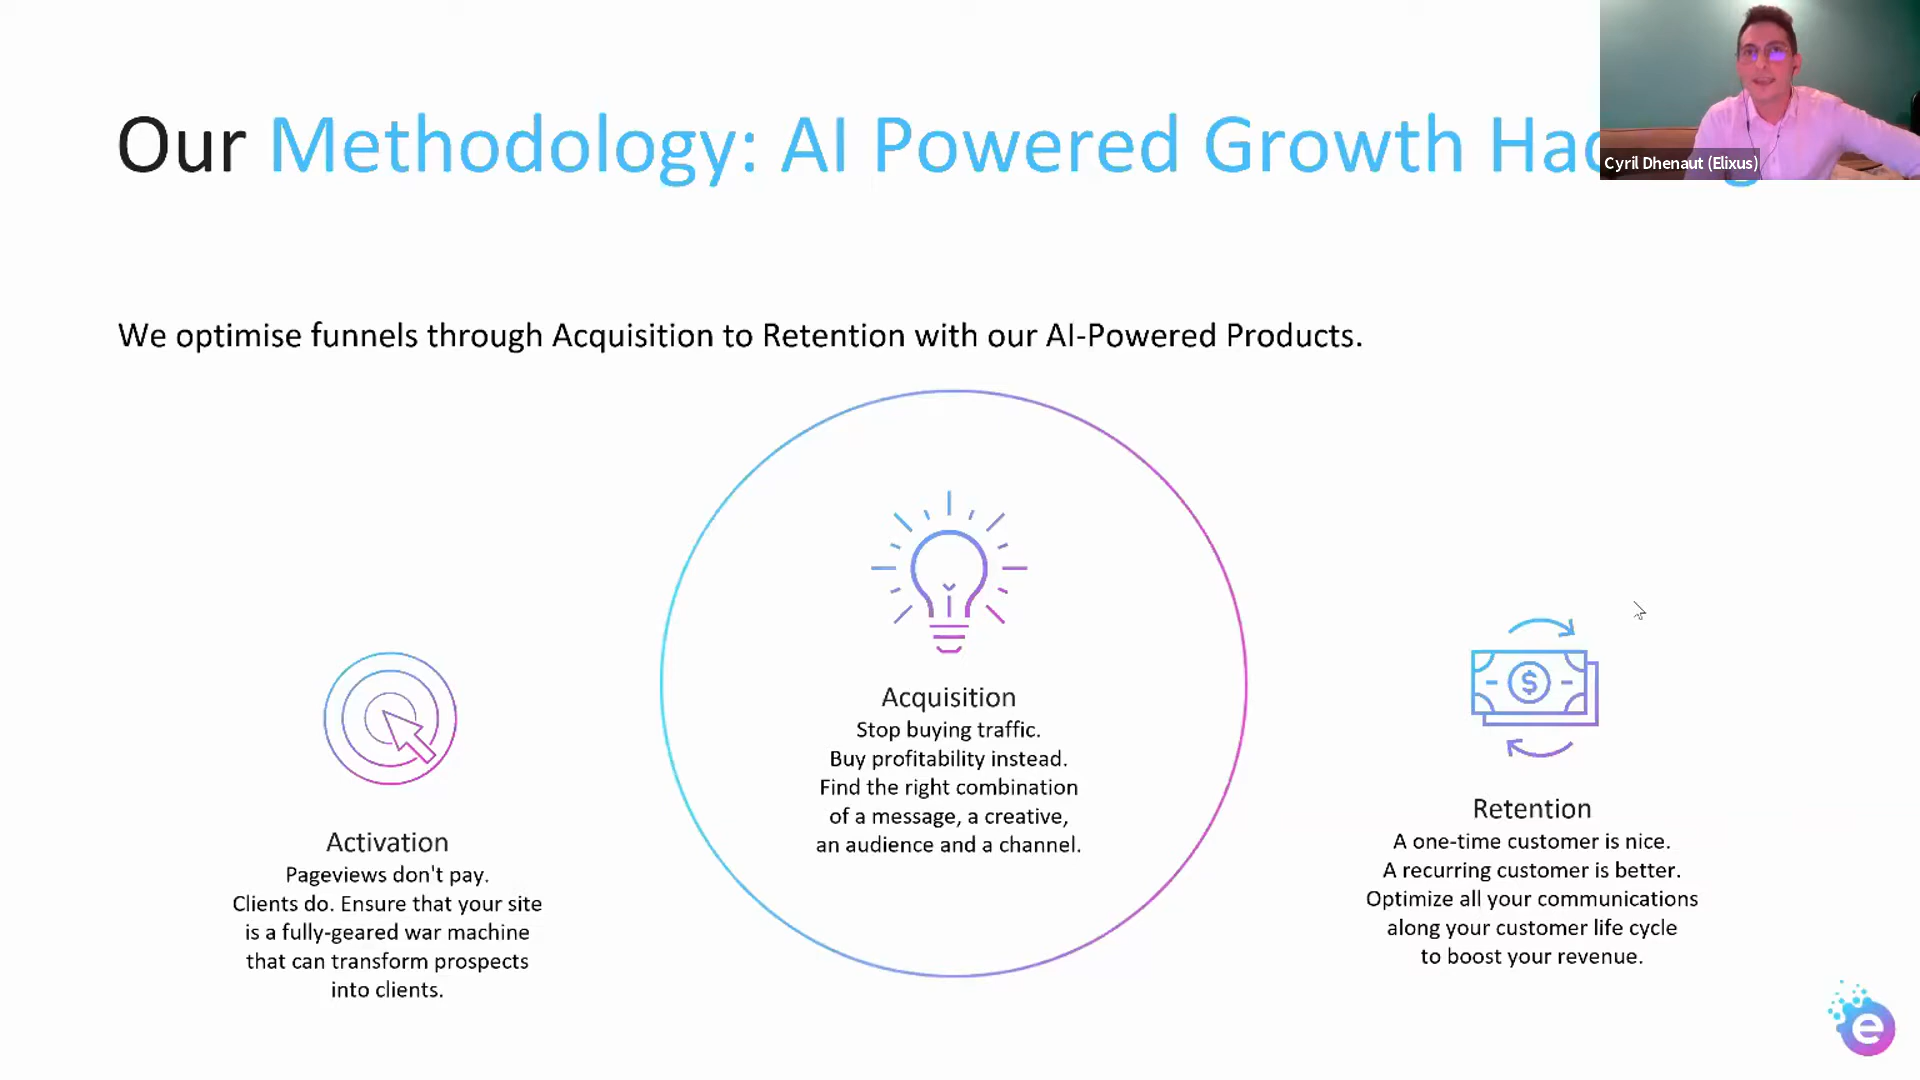 Our Methodology: AI Powered Growth
Cyril Dhenaut (Elixus)
We optimise funnels through Acquisition to Retention with our AI-Powered Products.
Acquisition
Stop buying traffic.
Buy profitability instead.
Find the right combination
of a message, a creative,
an audience and a channel.
Activation
Pageviews don't pay.
Clients do. Ensure that your site
is a fully-geared war machine
that can transform prospects
into clients.
$
Retention
A one-time customer is nice.
A recurring customer is better.
Optimize all your communications
along your customer life cycle
to boost your revenue.
e